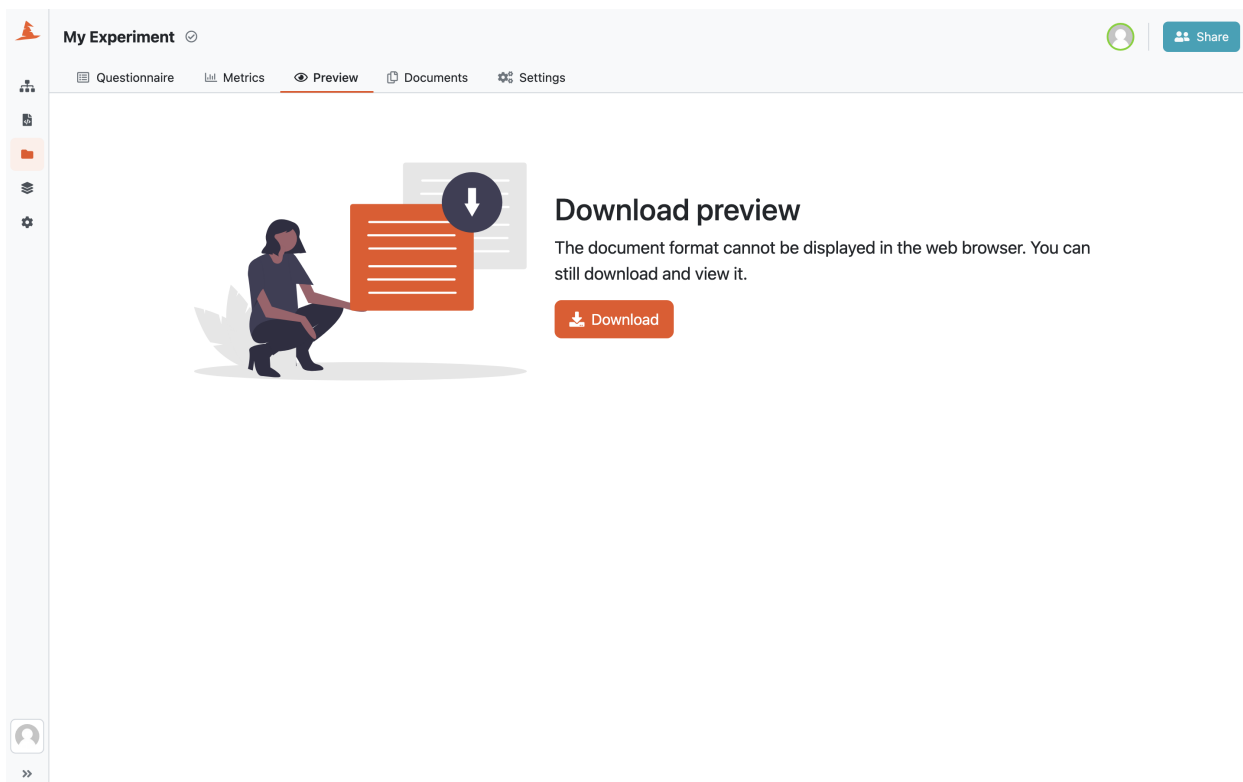 My Experiment
Share
Questionnaire
Metrics
Preview
Documents
Settings
Download preview
The document format cannot be displayed in the web browser. You can
still download and view it.
Download